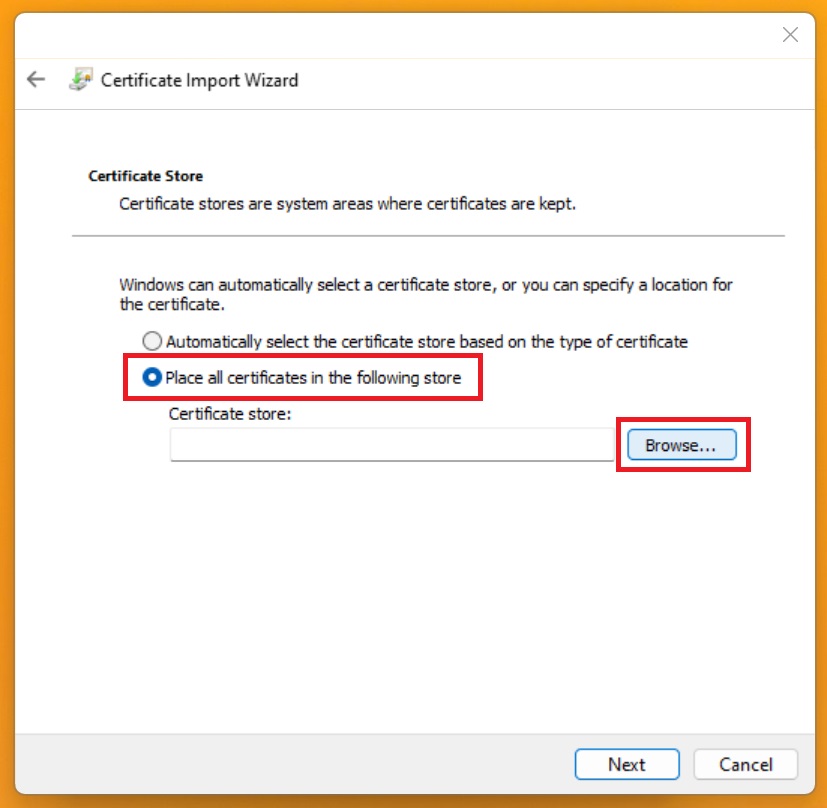 Certificate Import Wizard
Certificate Store
Certificate stores are system areas where certificates are kept.
Windows can automatically select a certificate store, or you can specify a location for
the certificate.
Automatically select the certificate store based on the type of certificate
Place all certificates in the following store
Certificate store:
Browse...
Next
Cancel